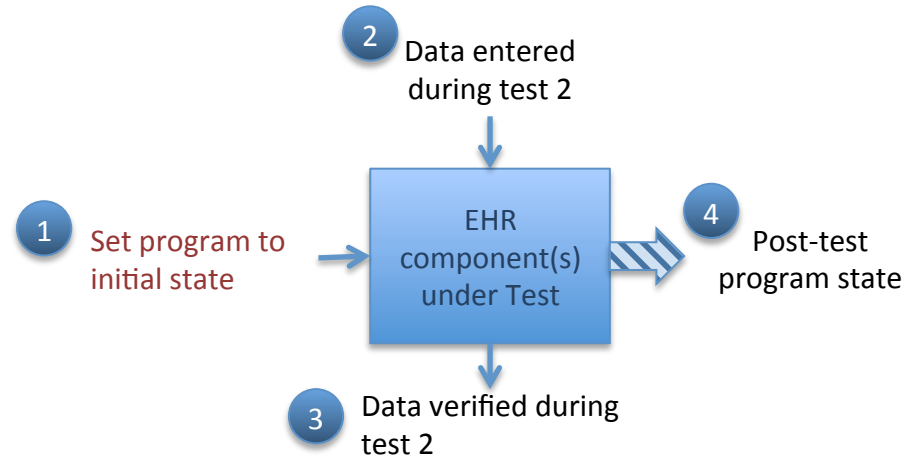 2
Data entered
during test 2
1
Set program to
initial state
EHR
component(s)
under Test
4
Post-test
program state
3
Data verified during
test 2